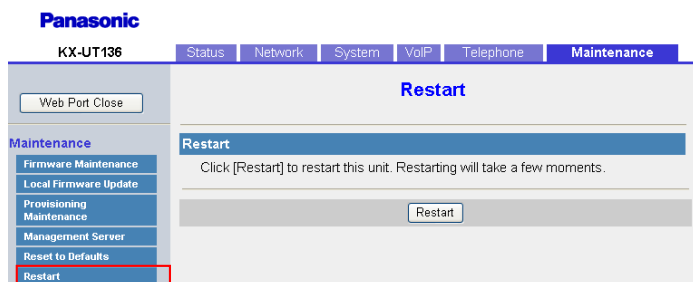 Panasonic
KX-UT136
Status Network System VoIP Telephone Maintenance
Web Port Close
Restart
Maintenance
Restart
Firmware Maintenance
Click [Restart] to restart this unit. Restarting will take a few moments.
Local Firmware Update
Provisioning
Maintenance
Restart
Management Server
Reset to Defaults
Restart